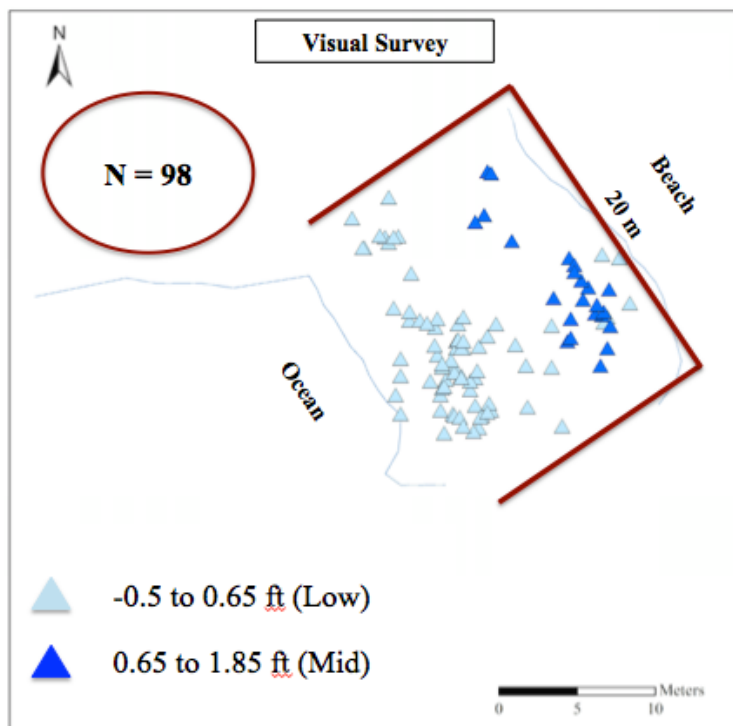 N
Visual Survey
N = 98
Beach
20 m
Ocean
-0.5 to 0.65 ft (Low)
0.65 to 1.85 ft (Mid)
Meters
0 5 10